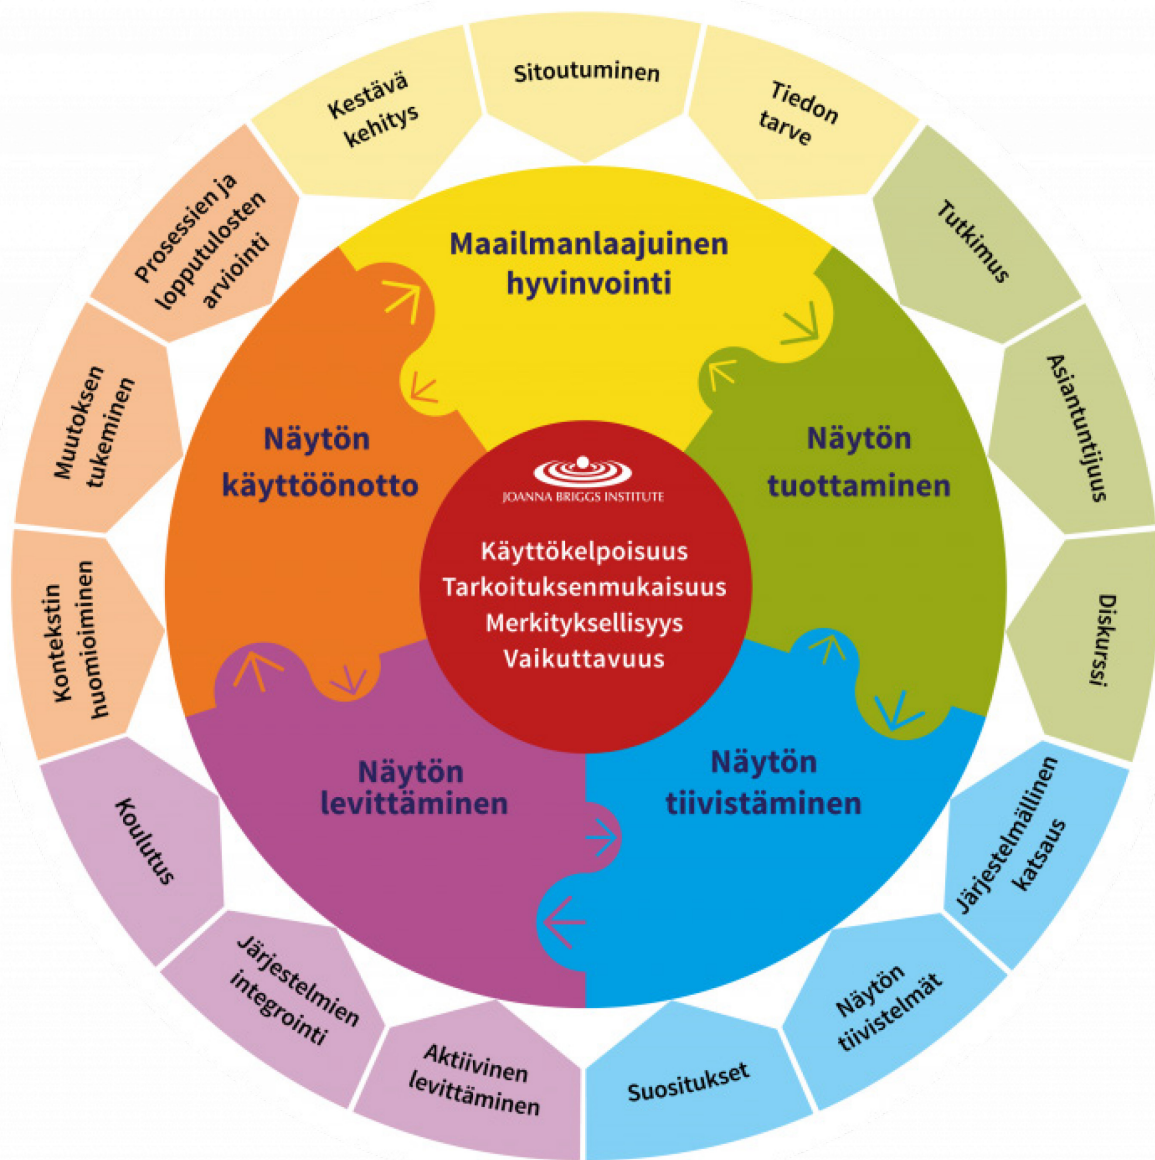 Sitoutuminen
Tiedon
tarve
Tutkimus
Asiantuntijuus
Diskurssi
Järjestelmällinen
katsaus
Näytön
tiivistelmät
Suositukset
Aktiivinen
levittäminen
Järjestelmien
integrointi
Koulutus
Kontekstin
huomioiminen
Muutoksen
tukeminen
Prosessien ja
lopputulosten
arviointi
Kestävä
kehitys
Maailmanlaajuinen
hyvinvointi
Näytön
tuottaminen
Näytön
tiivistäminen
Näytön
levittäminen
Näytön
käyttöönotto
JOANNA BRIGGS INSTITUTE
Käyttökelpoisuus
Tarkoituksenmukaisuus
Merkityksellisyys
Vaikuttavuus